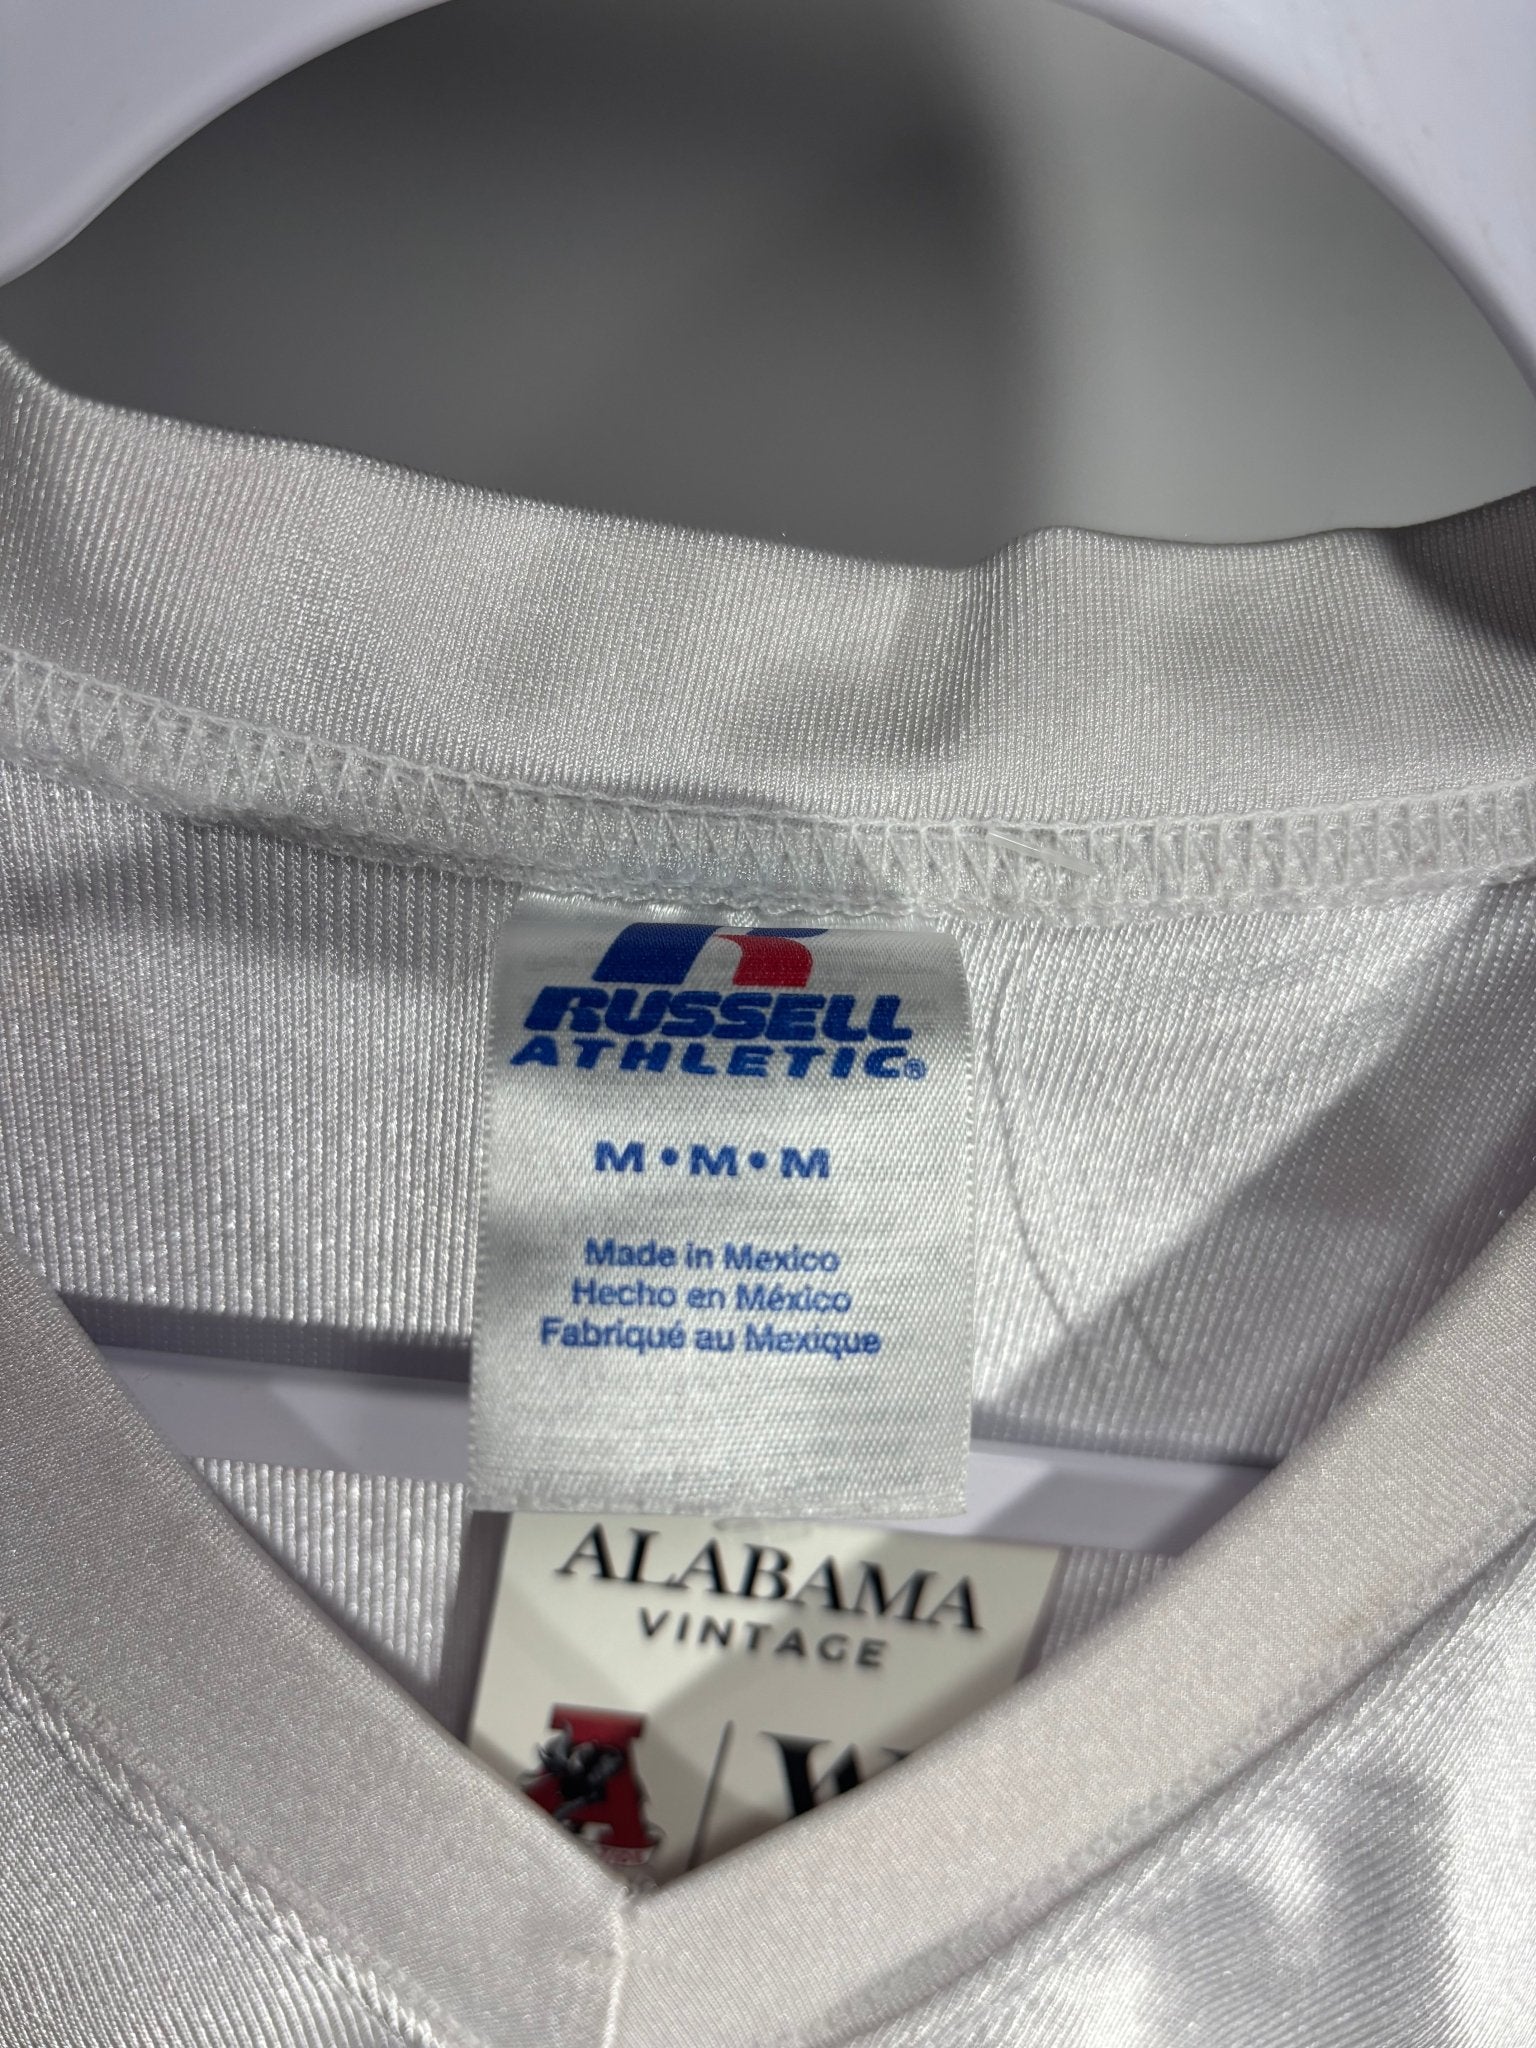 RUSSELL
ATHLETIC®
M•M•M
Made in Mexico
Hecho en México
Fabriqué au Mexique
ALABAMA
VINTAGE
A